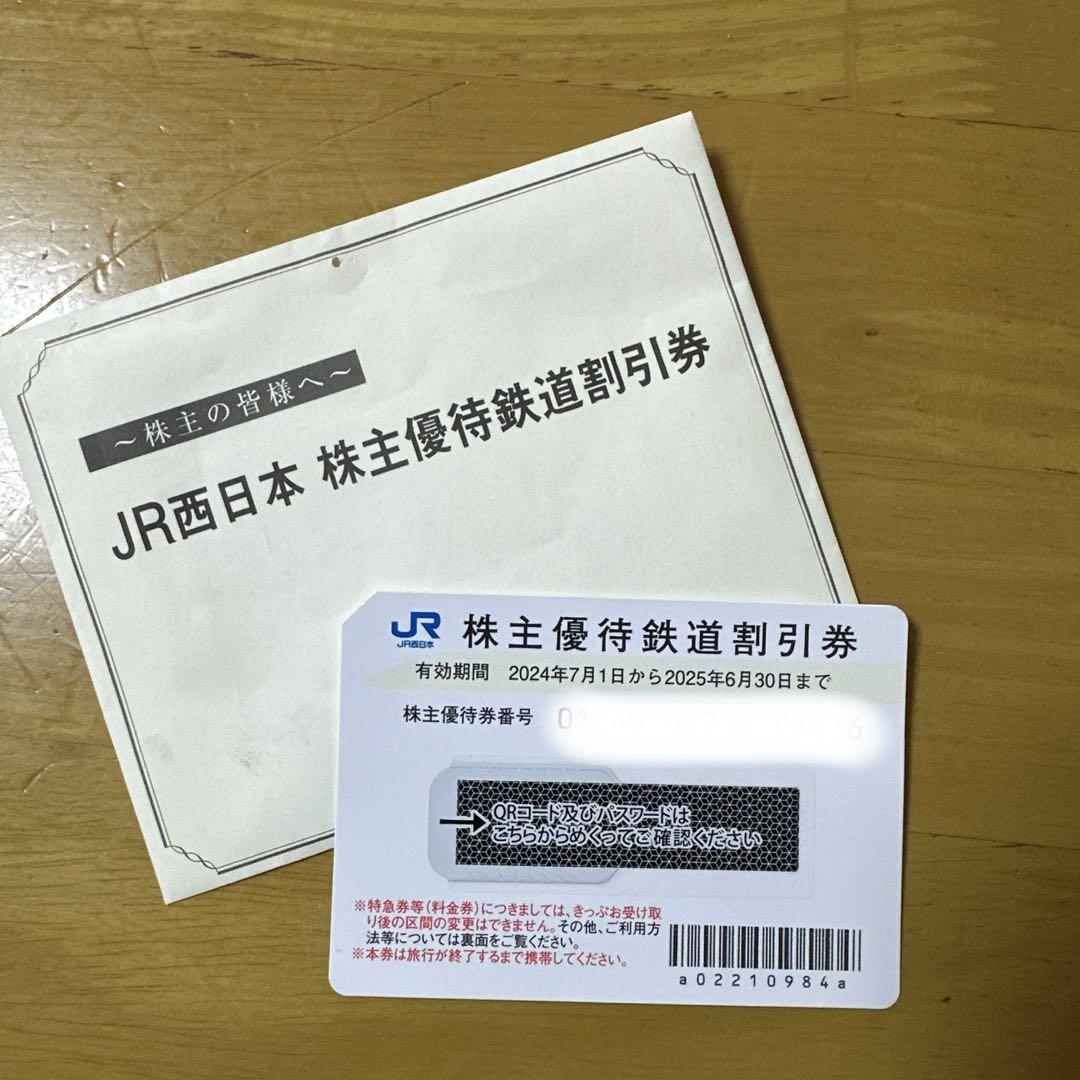 ～株主の皆様へ～
JR西日本 株主優待鉄道割引券
JR
JR西日本
株主優待鉄道割引券
有効期間 2024年7月1日から2025年6月30日まで
株主優待券番号
QRコード及びパスワードは
こちらからめくってご確認ください
※特急券等(料金券)につきましては、きっぷお受け取
り後の区間の変更はできません。その他、ご利用方
法等については裏面をご覧ください。
※本券は旅行が終了するまで携帯してください。
a02210984a